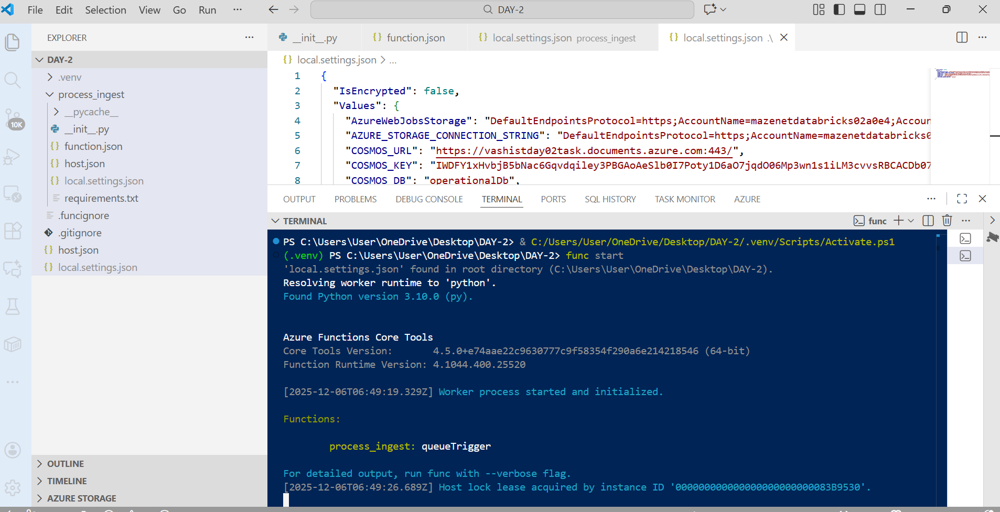 File Edit Selection View Go Run ···
DAY-2
EXPLORER
DAY-2
.venv
process_ingest
__pycache__
__init__.py
function.json
host.json
local.settings.json
requirements.txt
.funcignore
.gitignore
host.json
local.settings.json
OUTLINE
TIMELINE
AZURE STORAGE
10K
__init__.py function.json local.settings.json process_ingest local.settings.json .\
local.settings.json > ...
1 {
2 "IsEncrypted": false,
3 "Values": {
4 "AzureWebJobsStorage": "DefaultEndpointsProtocol=https;AccountName=mazenetdatabricks02a0e4;Accoun
5 "AZURE_STORAGE_CONNECTION_STRING": "DefaultEndpointsProtocol=https;AccountName=mazenetdatabricks0
6 "COSMOS_URL": "https://vashistday02task.documents.azure.com:443/",
7 "COSMOS_KEY":
8 "COSMOS_DB": "operationalDb",
OUTPUT PROBLEMS DEBUG CONSOLE TERMINAL PORTS SQL HISTORY TASK MONITOR AZURE
TERMINAL
func
PS C:\Users\User\OneDrive\Desktop\DAY-2> & C:/Users/User/OneDrive/Desktop/DAY-2/.venv/Scripts/Activate.ps1
(.venv) PS C:\Users\User\OneDrive\Desktop\DAY-2> func start
'local.settings.json' found in root directory (C:\Users\User\OneDrive\Desktop\DAY-2).
Resolving worker runtime to 'python'.
Found Python version 3.10.0 (py).
Azure Functions Core Tools
Core Tools Version: 4.5.0+e74aae22c9630777c9f58354f290a6e214218546 (64-bit)
Function Runtime Version: 4.1044.400.25520
[2025-12-06T06:49:19.329Z] Worker process started and initialized.
Functions:
process_ingest: queueTrigger
For detailed output, run func with --verbose flag.
[2025-12-06T06:49:26.689Z] Host lock lease acquired by instance ID '000000000000000000000000083B9530'.